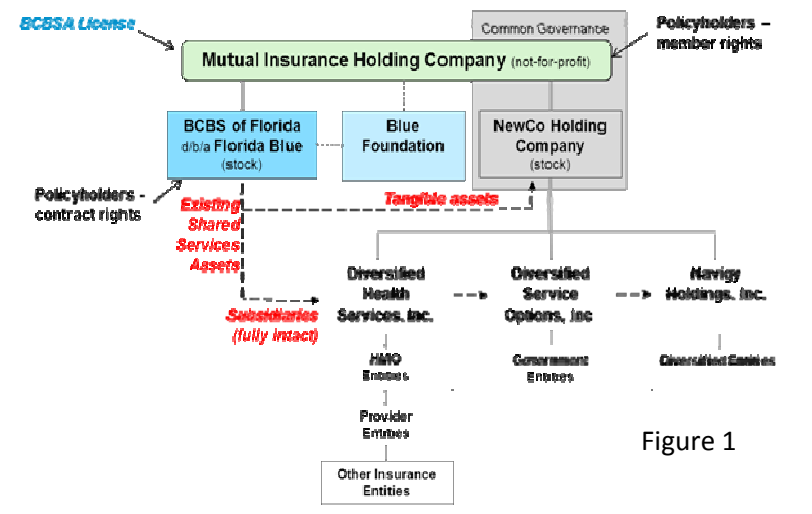 BCBSA License
Common Governance
Policyholders –
member rights
Mutual Insurance Holding Company (not-for-profit)
BCBS of Florida
d/b/a Florida Blue
(stock)
Blue
Foundation
NewCo Holding
Company
(stock)
Policyholders -
contract rights
Existing
Shared
Services
Assets
Tangible assets
Subsidiaries
(fully intact)
Diversified
Health
Services, Inc.
Diversified
Service
Options, Inc
Navigy
Holdings, Inc.
HMO
Entities
Government
Entities
Diversified Entities
Provider
Entities
Other Insurance
Entities
Figure 1